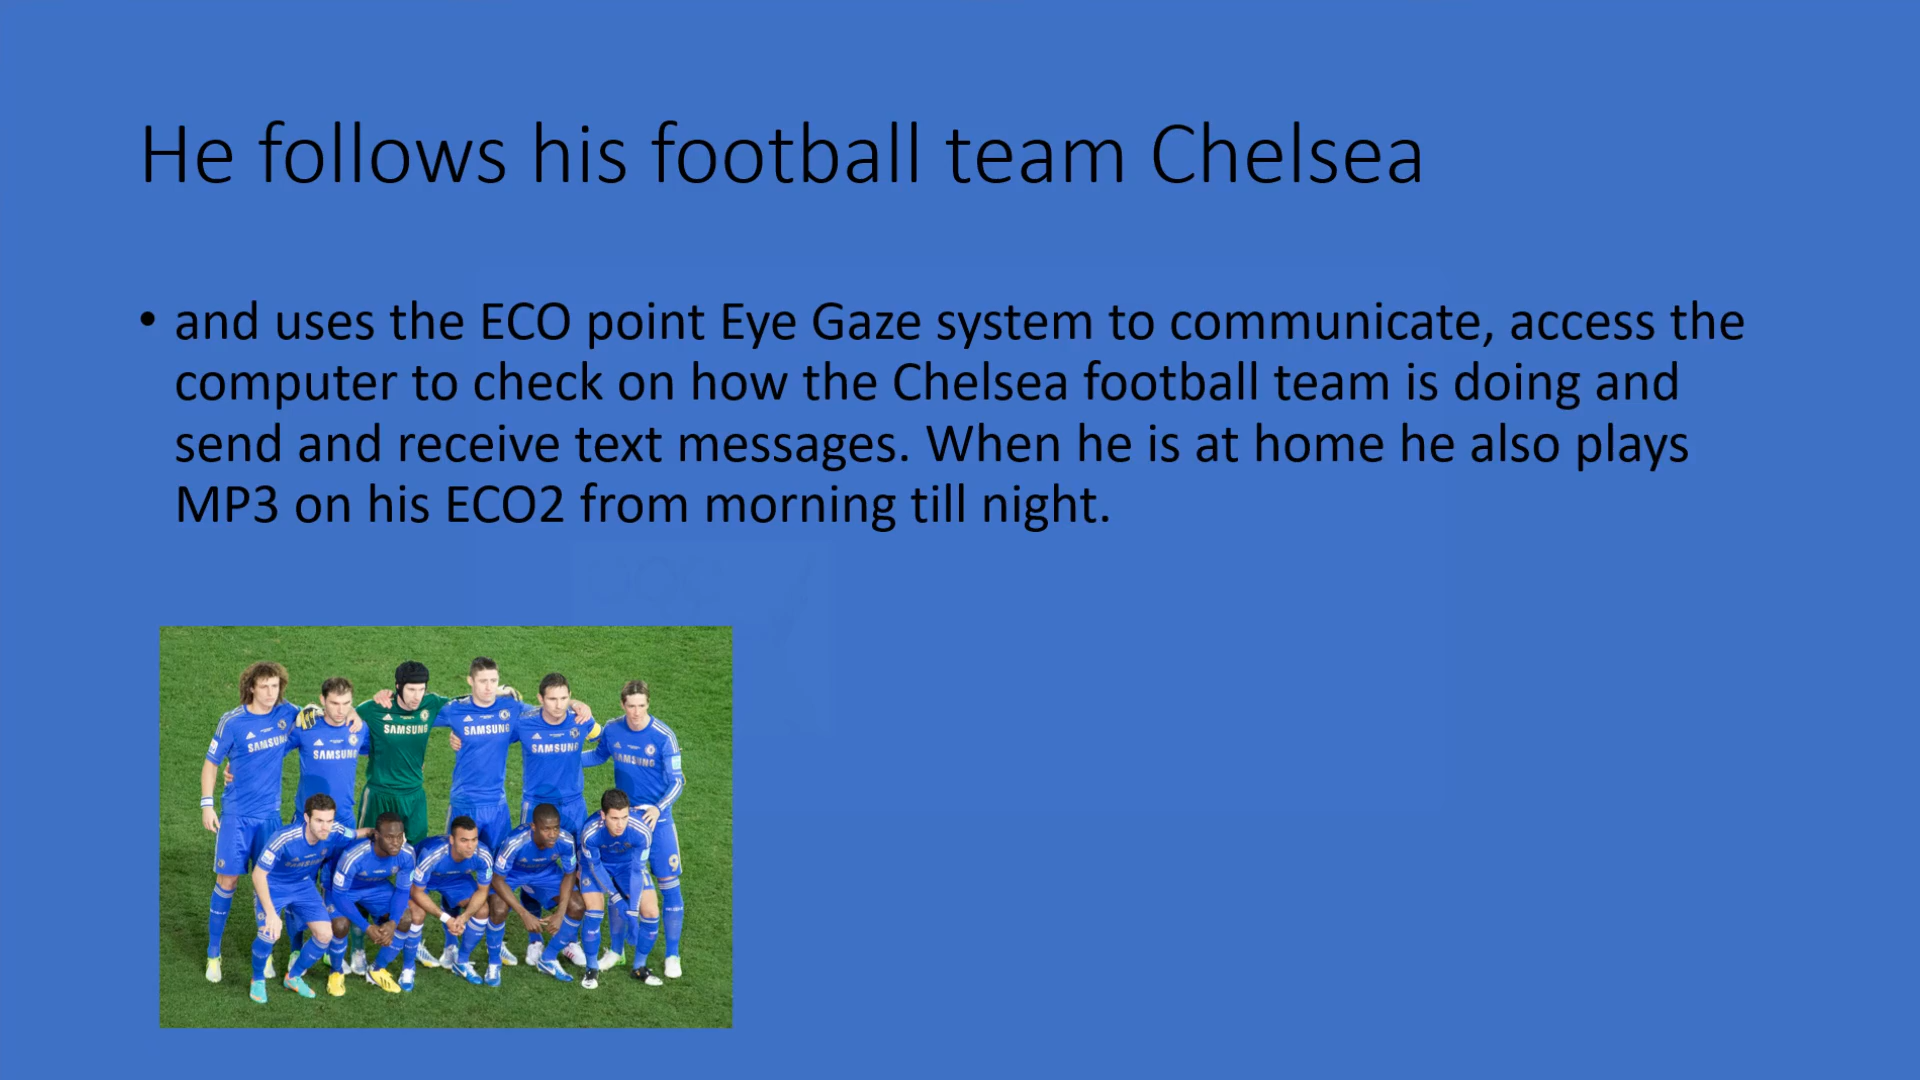 He follows his football team Chelsea
• and uses the ECO point Eye Gaze system to communicate, access the
computer to check on how the Chelsea football team is doing and
send and receive text messages. When he is at home he also plays
MP3 on his ECO2 from morning till night.
SAMSUNG
SAMSUNG
SAMSUNG
SAMSUNG
SAMSUNG
SAMSUNG
9